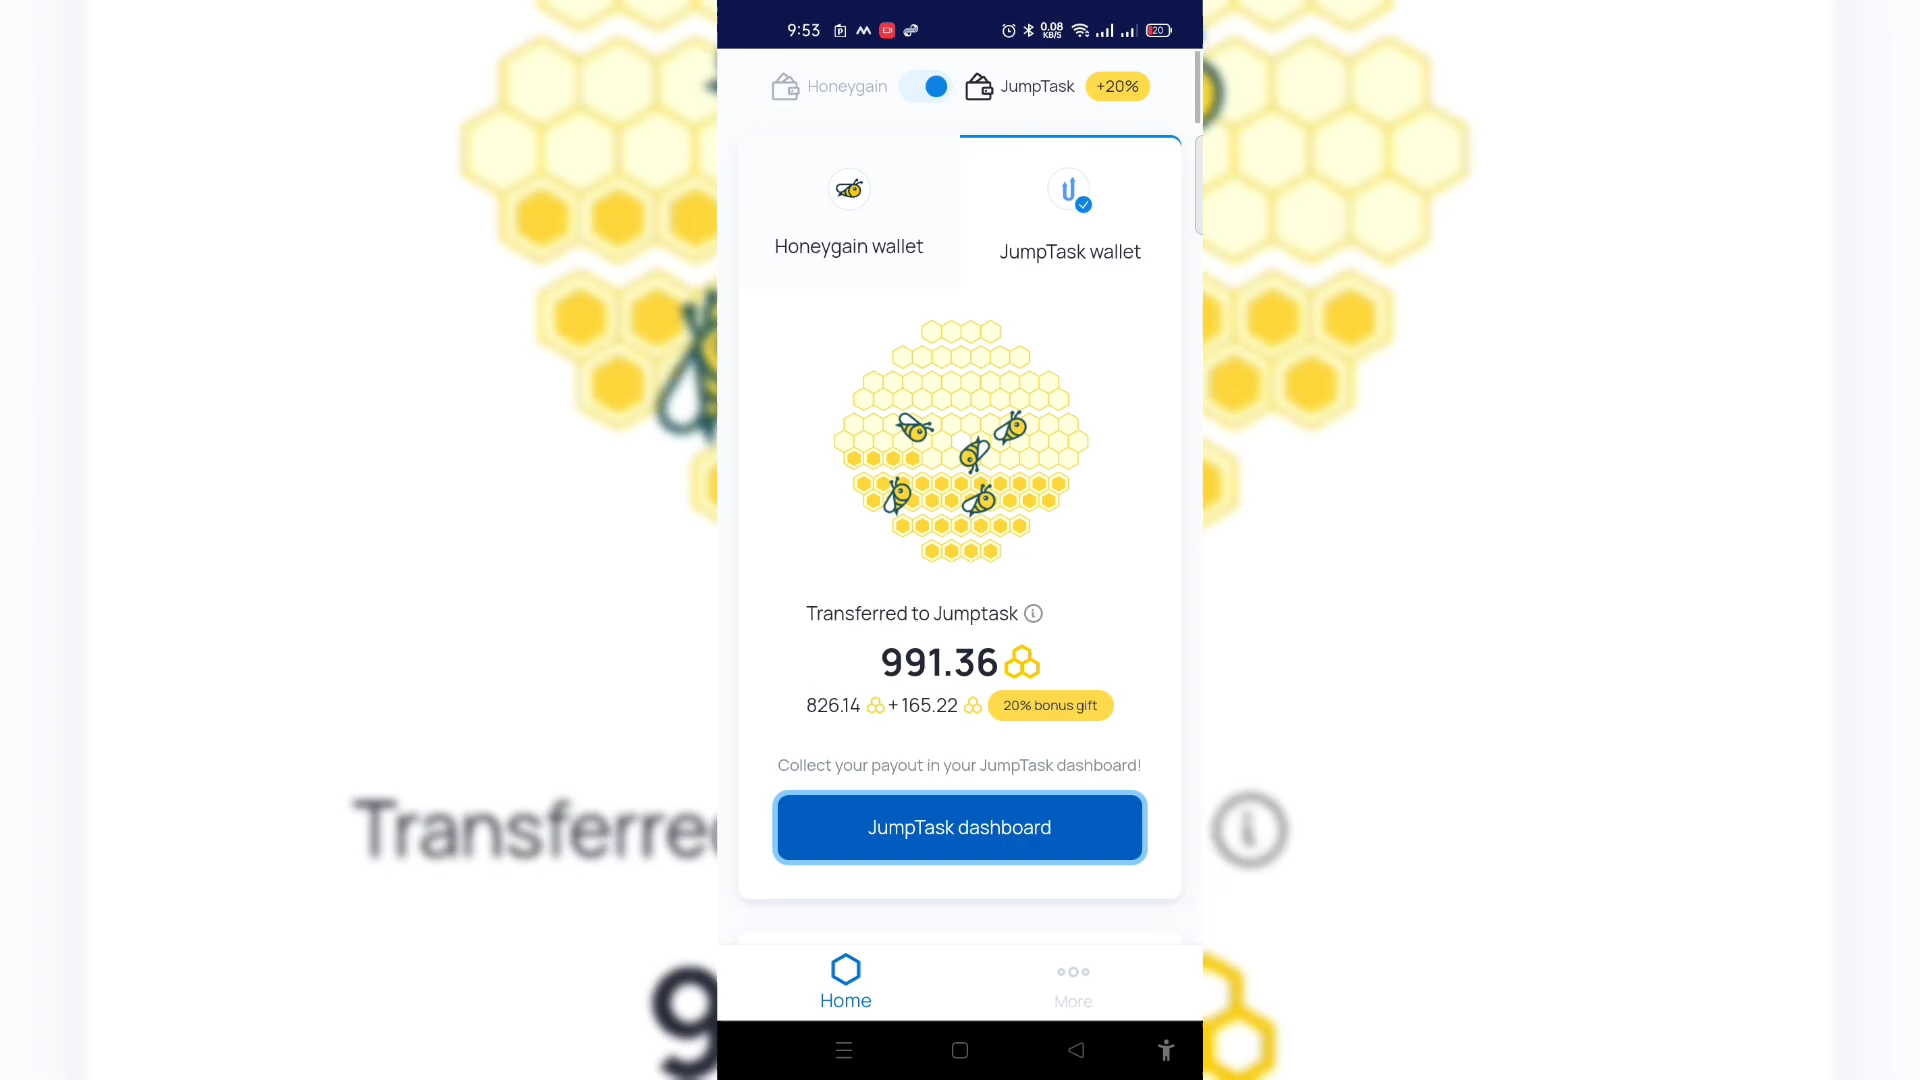 9:53 0.08 KB/S 20
Honeygain JumpTask +20%
Honeygain wallet
JumpTask wallet
Transferred to Jumptask
991.36
826.14 + 165.22 20% bonus gift
Collect your payout in your JumpTask dashboard!
JumpTask dashboard
Home More
Transferred
9